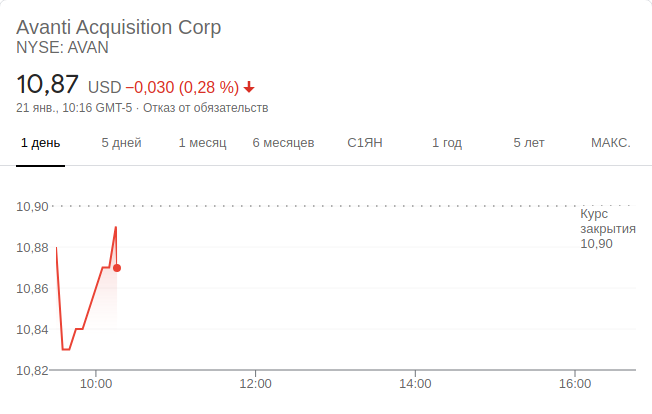 Avanti Acquisition Corp
NYSE: AVAN
10,87 USD −0,030 (0,28 %)
21 янв., 10:16 GMT-5 · Отказ от обязательств
1 день 5 дней 1 месяц 6 месяцев С1ЯН 1 год 5 лет МАКС.
10,90
Курс
закрытия
10,90
10,88
10,86
10,84
10,82
10:00 12:00 14:00 16:00